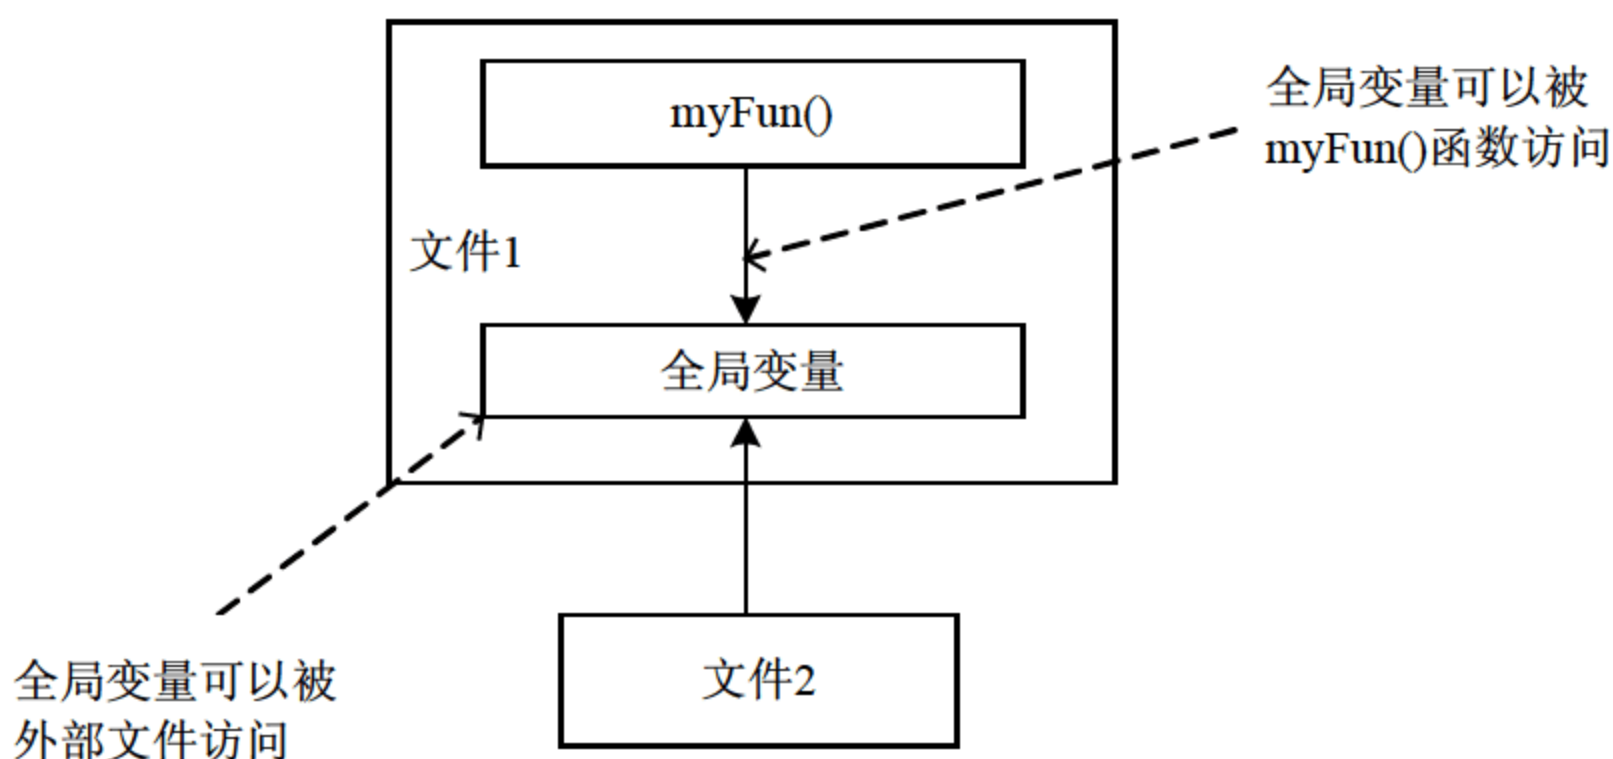 myFun()
全局变量可以被
myFun()函数访问
文件1
全局变量
文件2
全局变量可以被
外部文件访问